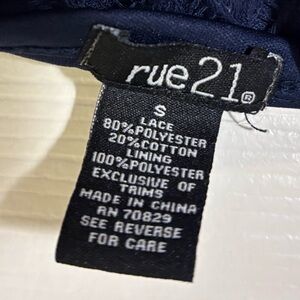 rue21®
S
LACE
80%POLYESTER
20%COTTON
LINING
100%POLYESTER
EXCLUSIVE OF
TRIMS
MADE IN CHINA
RN 70829
SEE REVERSE
FOR CARE